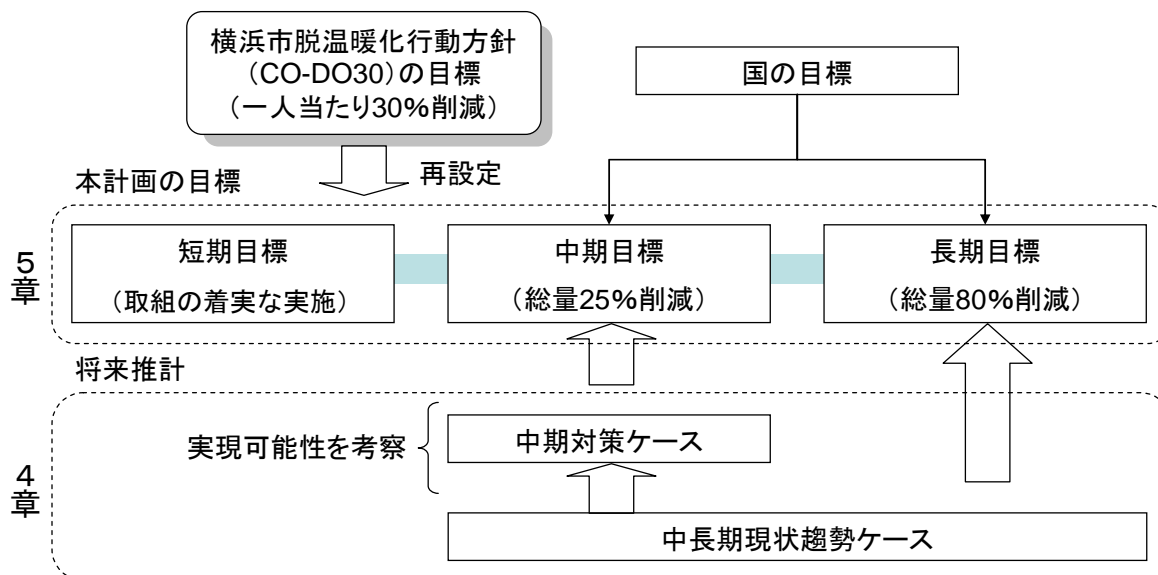 横浜市脱温暖化行動方針
（CO-DO30）の目標
（一人当たり30%削減）
国の目標
再設定
本計画の目標
5章
短期目標
（取組の着実な実施）
中期目標
（総量25%削減）
長期目標
（総量80%削減）
将来推計
4章
実現可能性を考察
中期対策ケース
中長期現状趨勢ケース